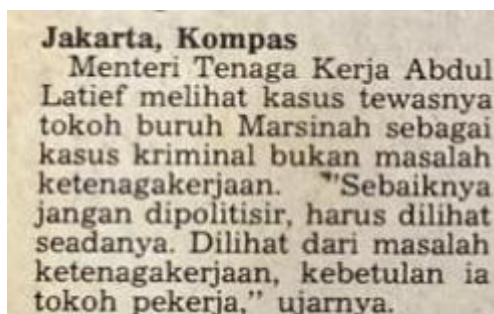 Jakarta, Kompas
Menteri Tenaga Kerja Abdul
Latief melihat kasus tewasnya
tokoh buruh Marsinah sebagai
kasus kriminal bukan masalah
ketenagakerjaan. "Sebaiknya
jangan dipolitisir, harus dilihat
seadanya. Dilihat dari masalah
ketenagakerjaan, kebetulan ia
tokoh pekerja," ujarnya.